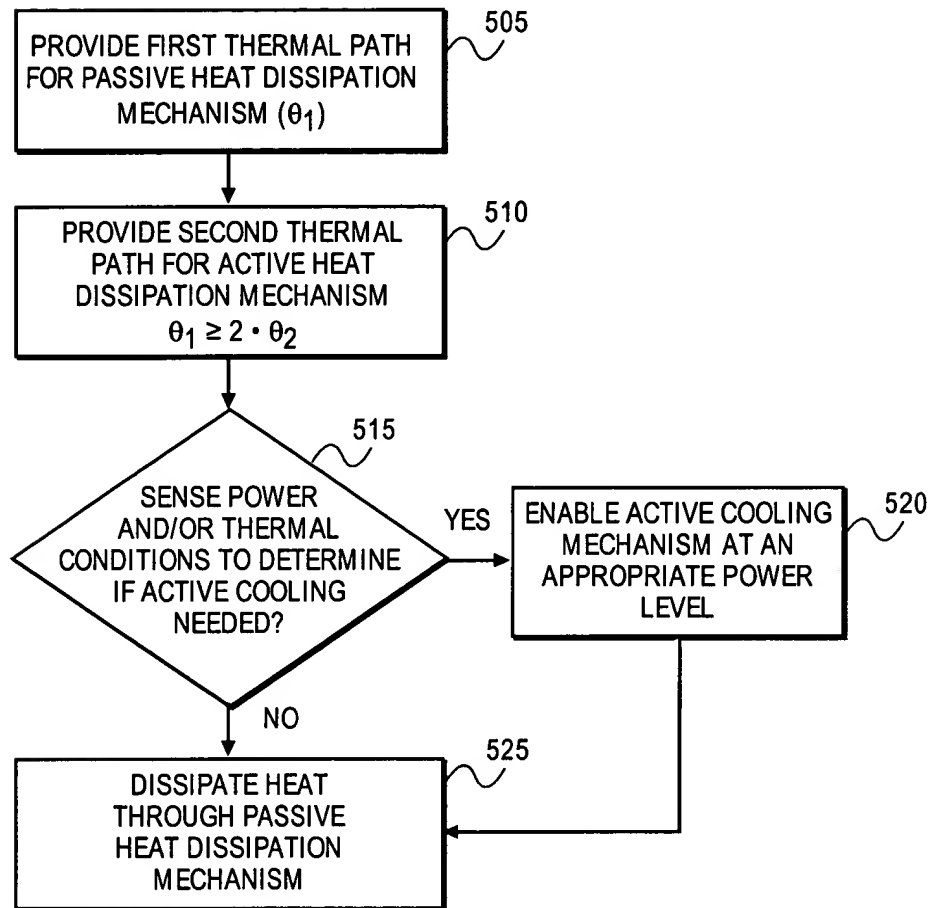 PROVIDE FIRST THERMAL PATH
FOR PASSIVE HEAT DISSIPATION
MECHANISM (θ₁)
505
PROVIDE SECOND THERMAL
PATH FOR ACTIVE HEAT
DISSIPATION MECHANISM
θ₁ ≥ 2 • θ₂
510
SENSE POWER
AND/OR THERMAL
CONDITIONS TO DETERMINE
IF ACTIVE COOLING
NEEDED?
515
YES
ENABLE ACTIVE COOLING
MECHANISM AT AN
APPROPRIATE POWER
LEVEL
520
NO
DISSIPATE HEAT
THROUGH PASSIVE
HEAT DISSIPATION
MECHANISM
525